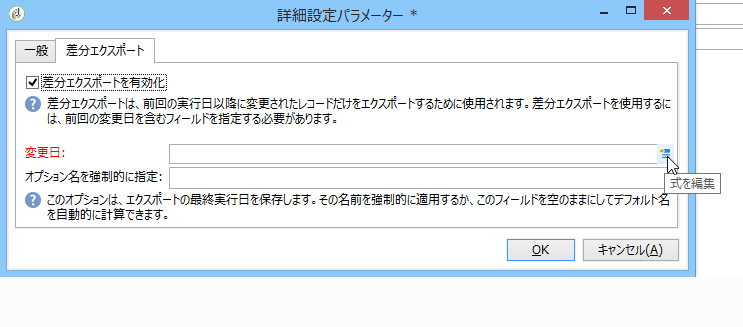 詳細設定パラメーター *
一般 差分エクスポート
差分エクスポートを有効化
差分エクスポートは、前回の実行日以降に変更されたレコードだけをエクスポートするために使用されます。差分エクスポートを使用するに
は、前回の変更日を含むフィールドを指定する必要があります。
変更日:
式を編集
オプション名を強制的に指定:
このオプションは、エクスポートの最終実行日を保存します。その名前を強制的に適用するか、このフィールドを空のままにしてデフォルト名
を自動的に計算できます。
OK キャンセル(A)